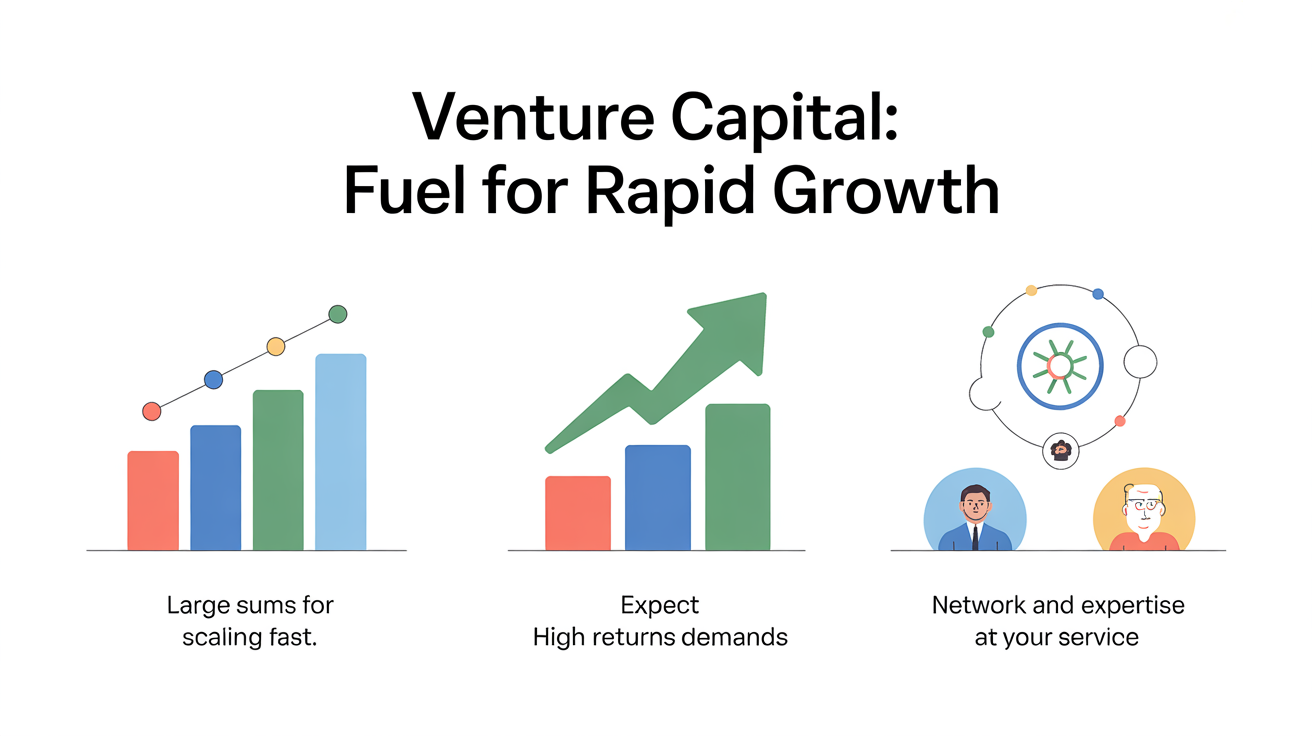 Venture Capital:
Fuel for Rapid Growth
Large sums for
scaling fast.
Expect
High returns demands
Network and expertise
at your service